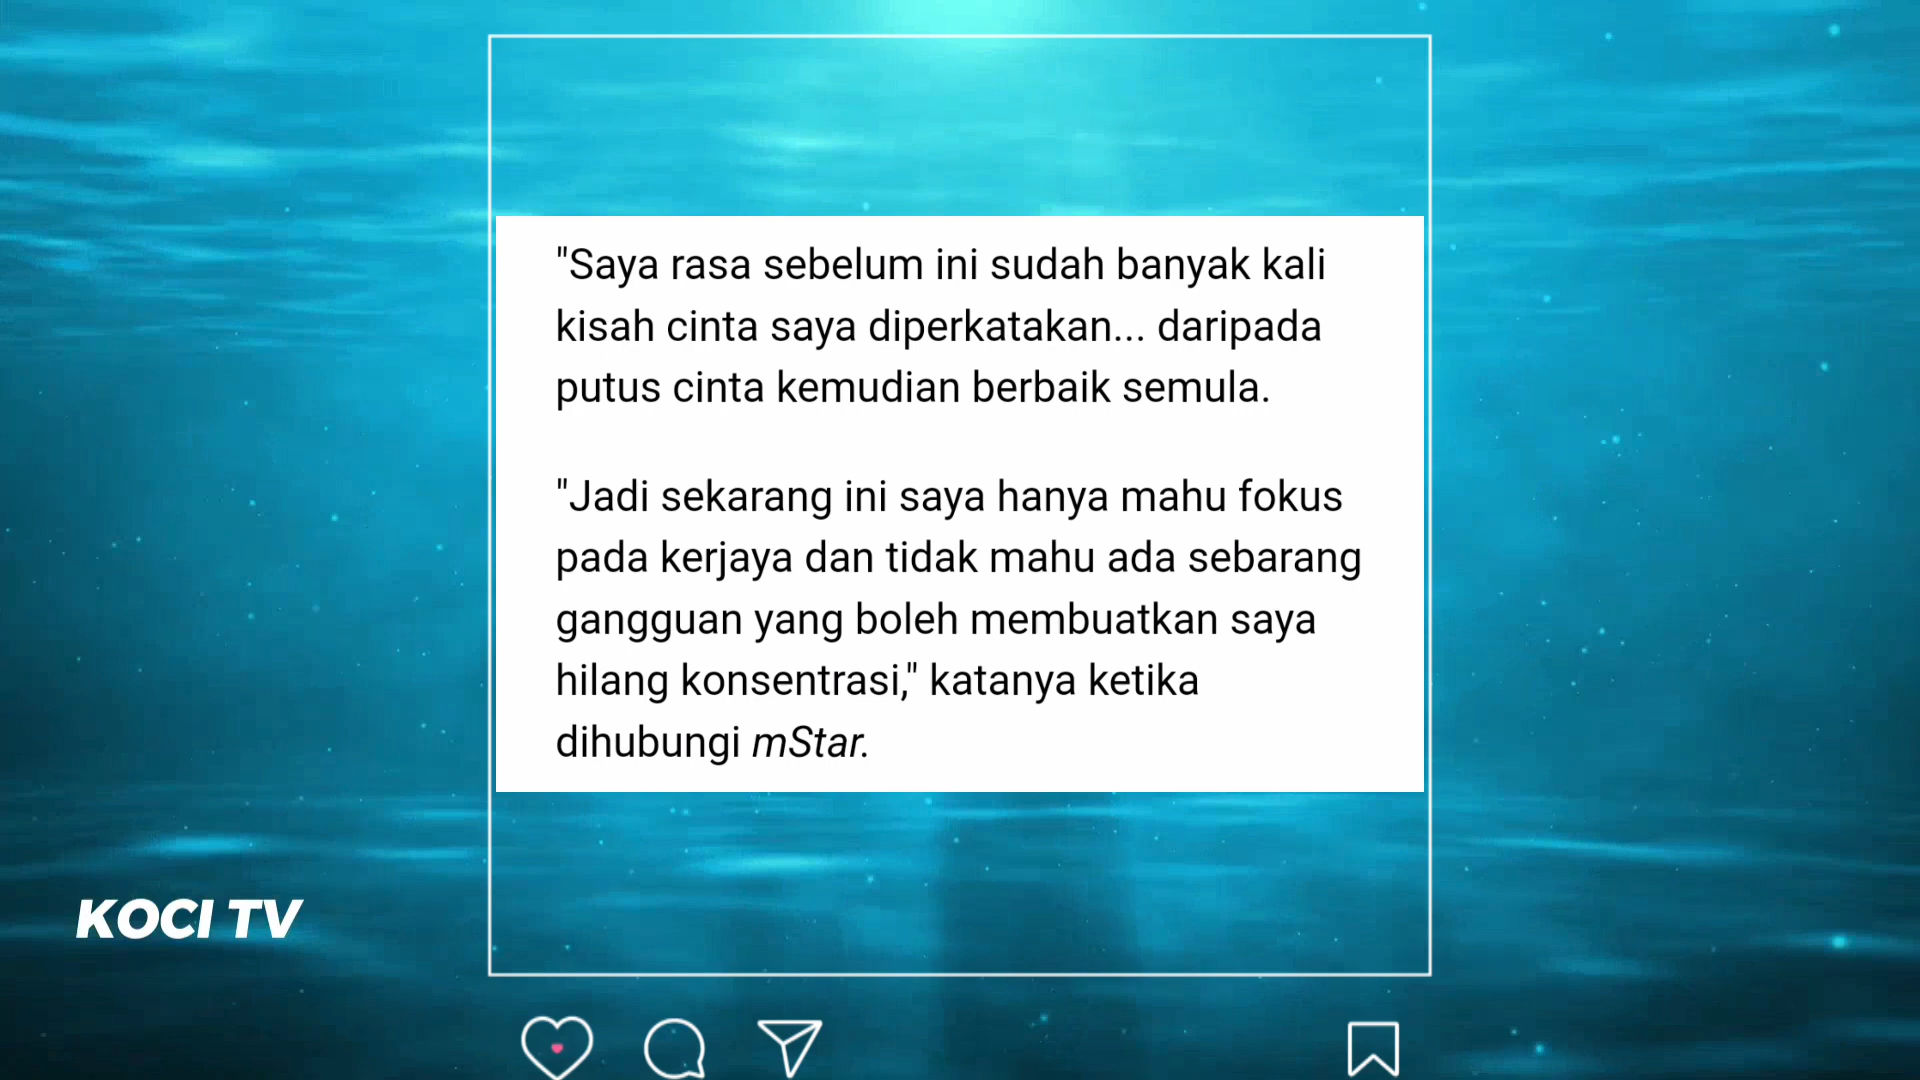 "Saya rasa sebelum ini sudah banyak kali
kisah cinta saya diperkatakan... daripada
putus cinta kemudian berbaik semula.
"Jadi sekarang ini saya hanya mahu fokus
pada kerjaya dan tidak mahu ada sebarang
gangguan yang boleh membuatkan saya
hilang konsentrasi," katanya ketika
dihubungi mStar.
KOCI TV